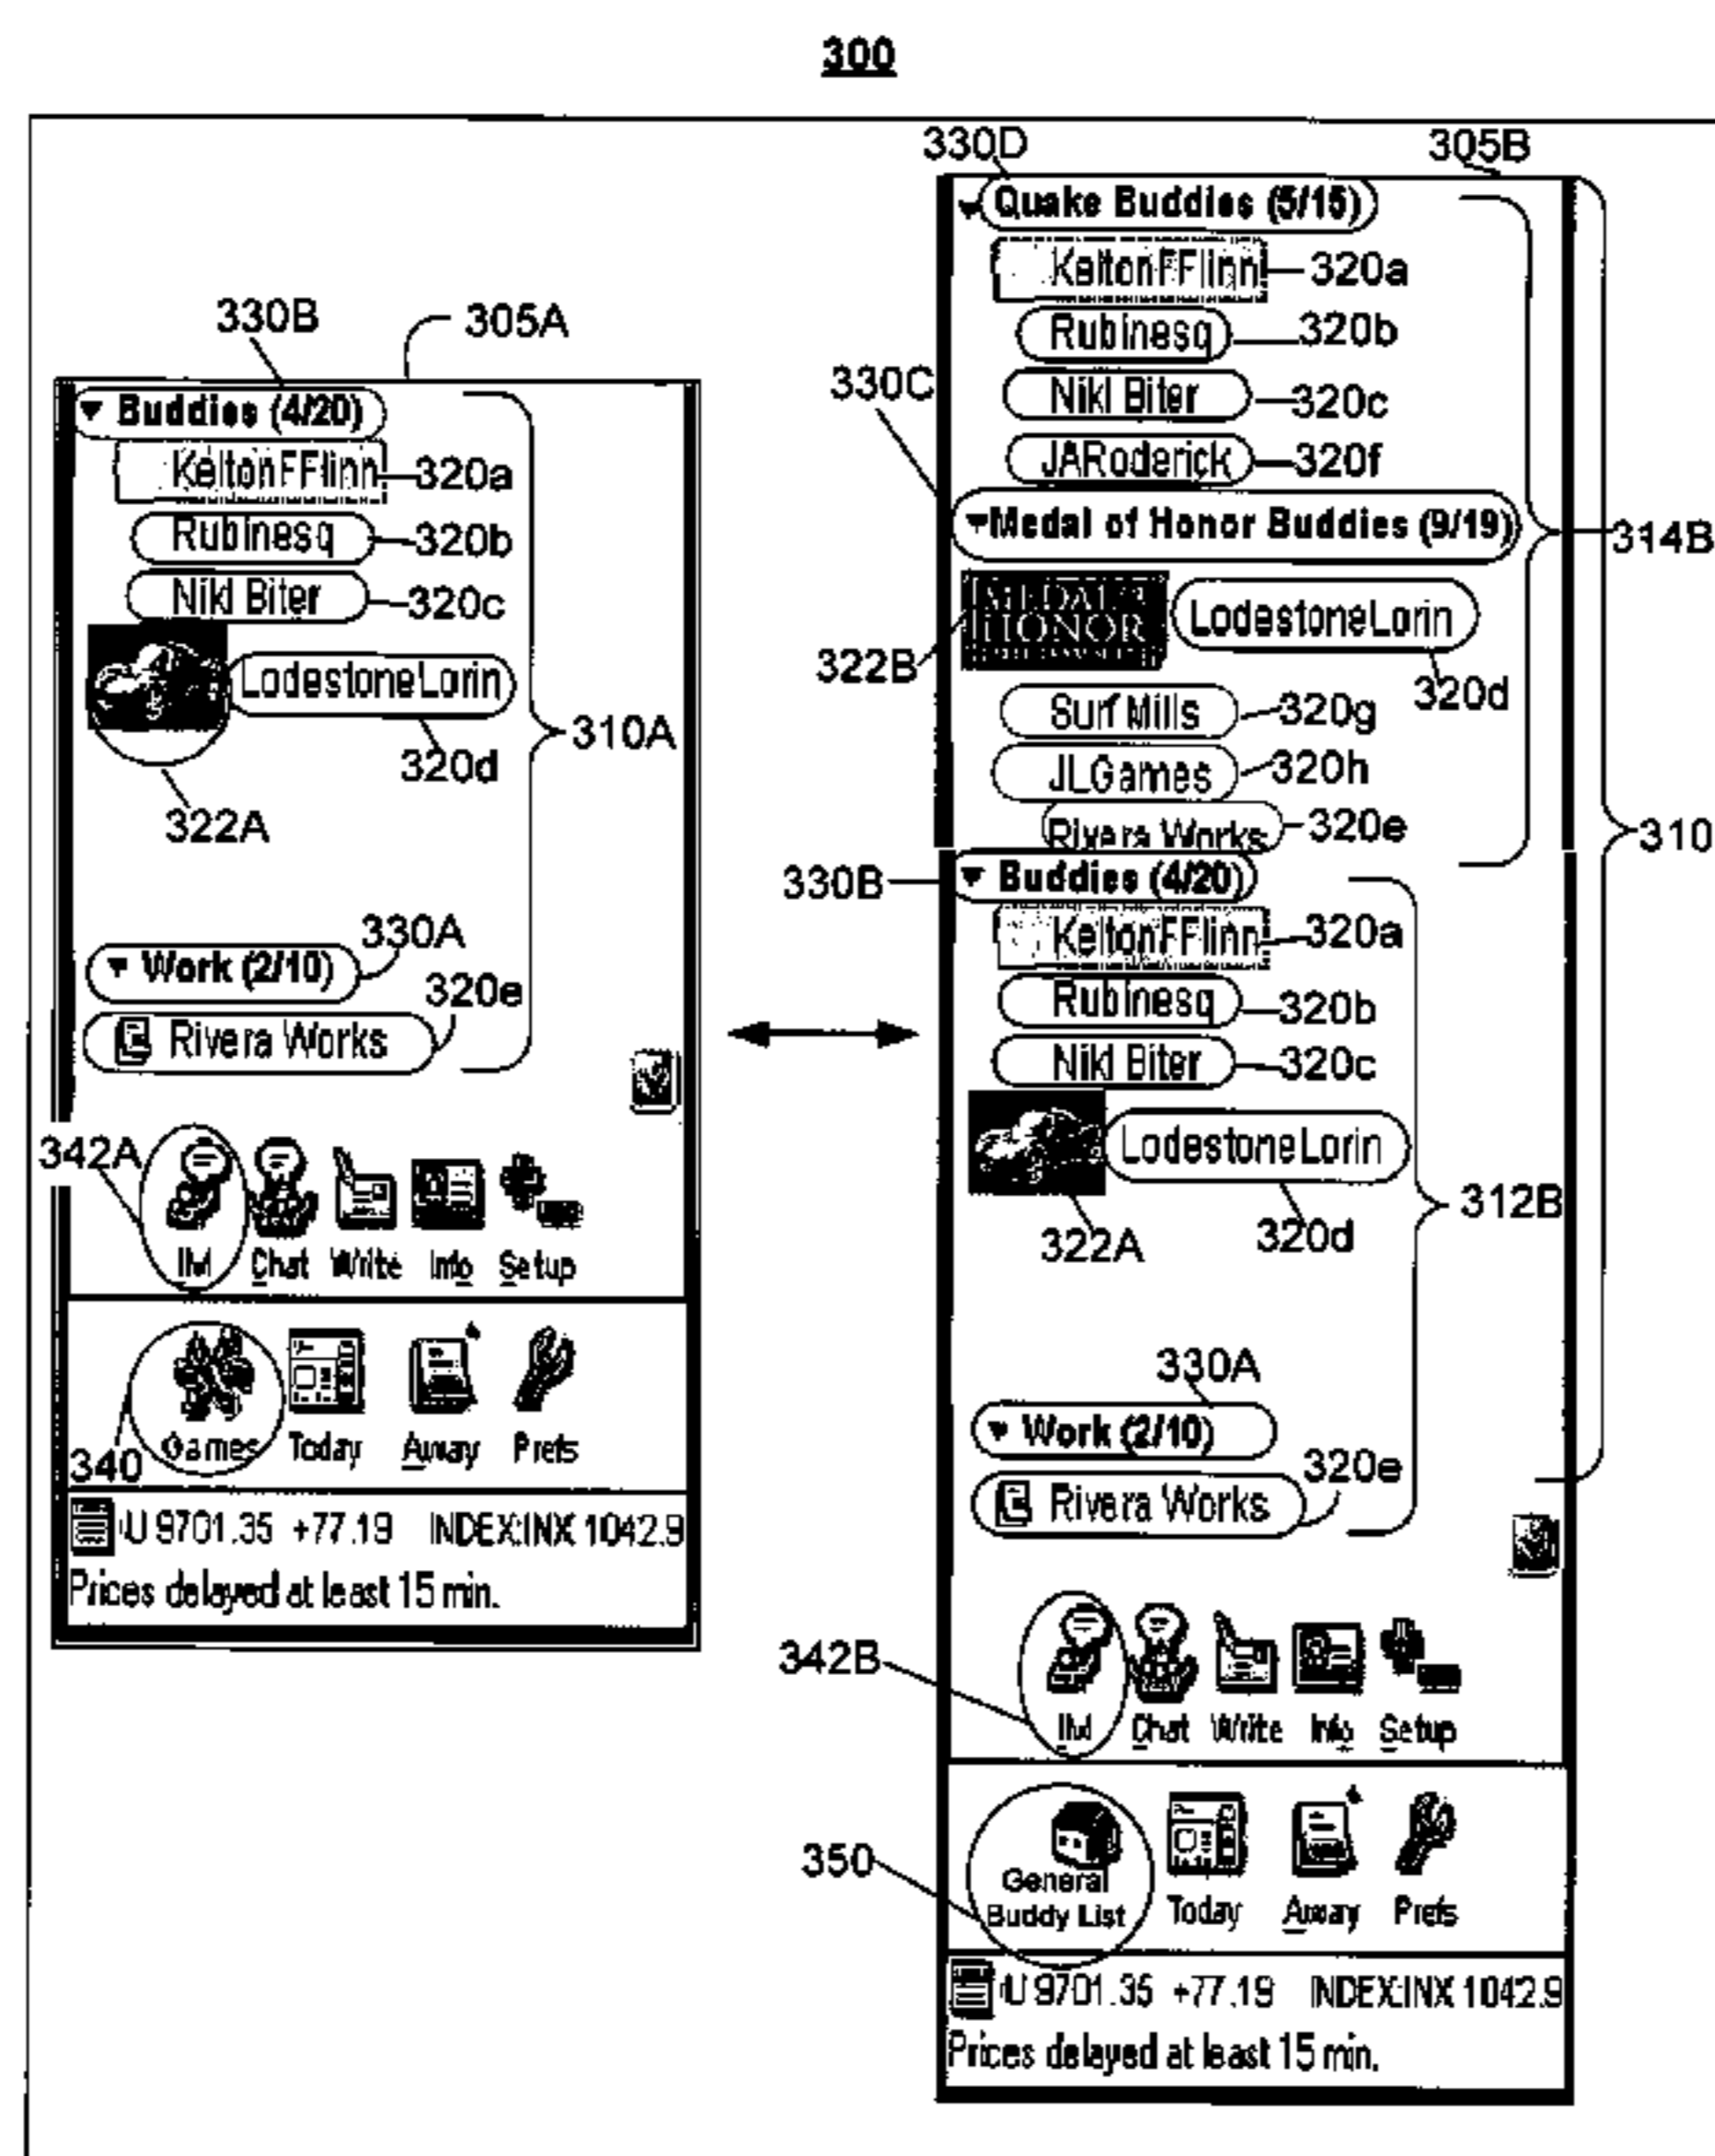 300
330B
305A
Buddies (4/20)
KeltonFFlinn
320a
Rubinesq
320b
Nikl Biter
320c
LodestoneLorin
320d
322A
310A
330A
Work (2/10)
320e
Rivera Works
342A
IM Chat Write Info Setup
Games Today Away Prefs
340
U 9701.35 +77.19 INDEX:INX 1042.9
Prices delayed at least 15 min.
330D
305B
Quake Buddies (5/15)
KeltonFFlinn
320a
Rubinesq
320b
330C
Nikl Biter
320c
JARoderick
320f
Medal of Honor Buddies (9/19)
314B
MEDAL OF
HONOR
LodestoneLorin
322B
320d
Surf Mills
320g
JLGames
320h
Rivera Works
320e
310
330B
Buddies (4/20)
KeltonFFlinn
320a
Rubinesq
320b
Nikl Biter
320c
LodestoneLorin
312B
322A
320d
330A
Work (2/10)
320e
Rivera Works
342B
IM Chat Write Info Setup
350
General
Buddy List
Today Away Prefs
U 9701.35 +77.19 INDEX:INX 1042.9
Prices delayed at least 15 min.